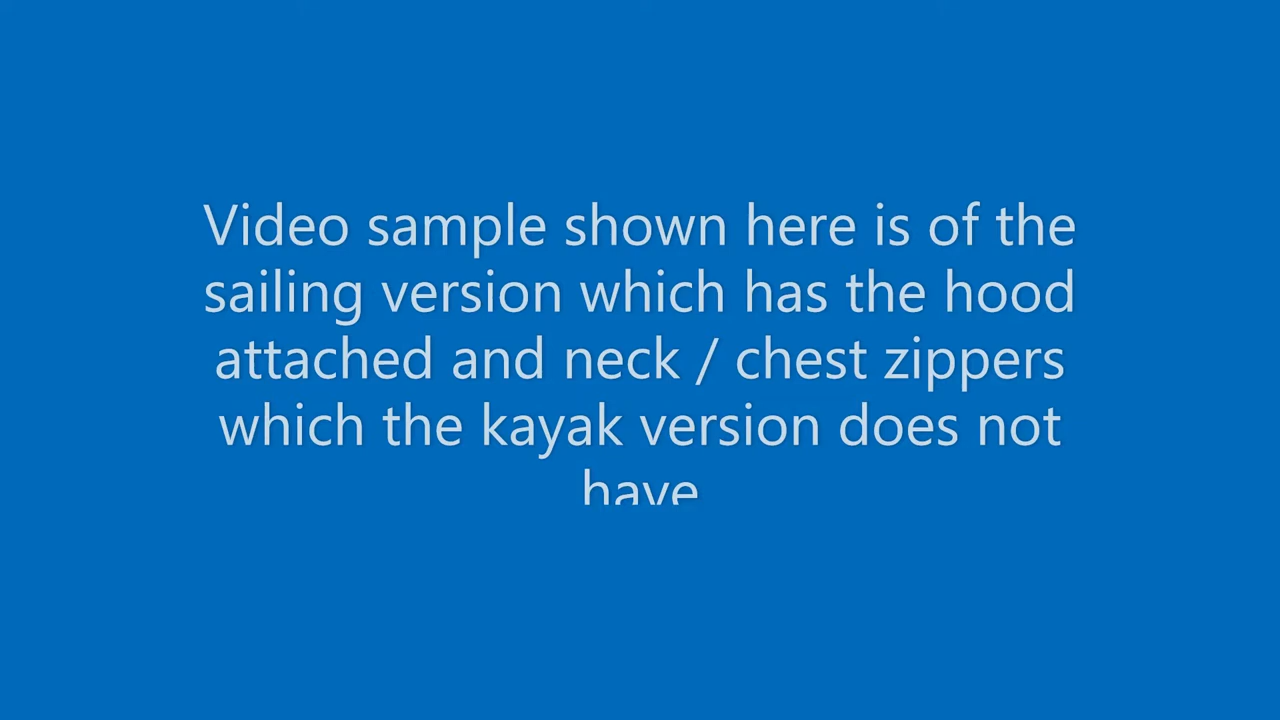 Video sample shown here is of the
sailing version which has the hood
attached and neck / chest zippers
which the kayak version does not
have